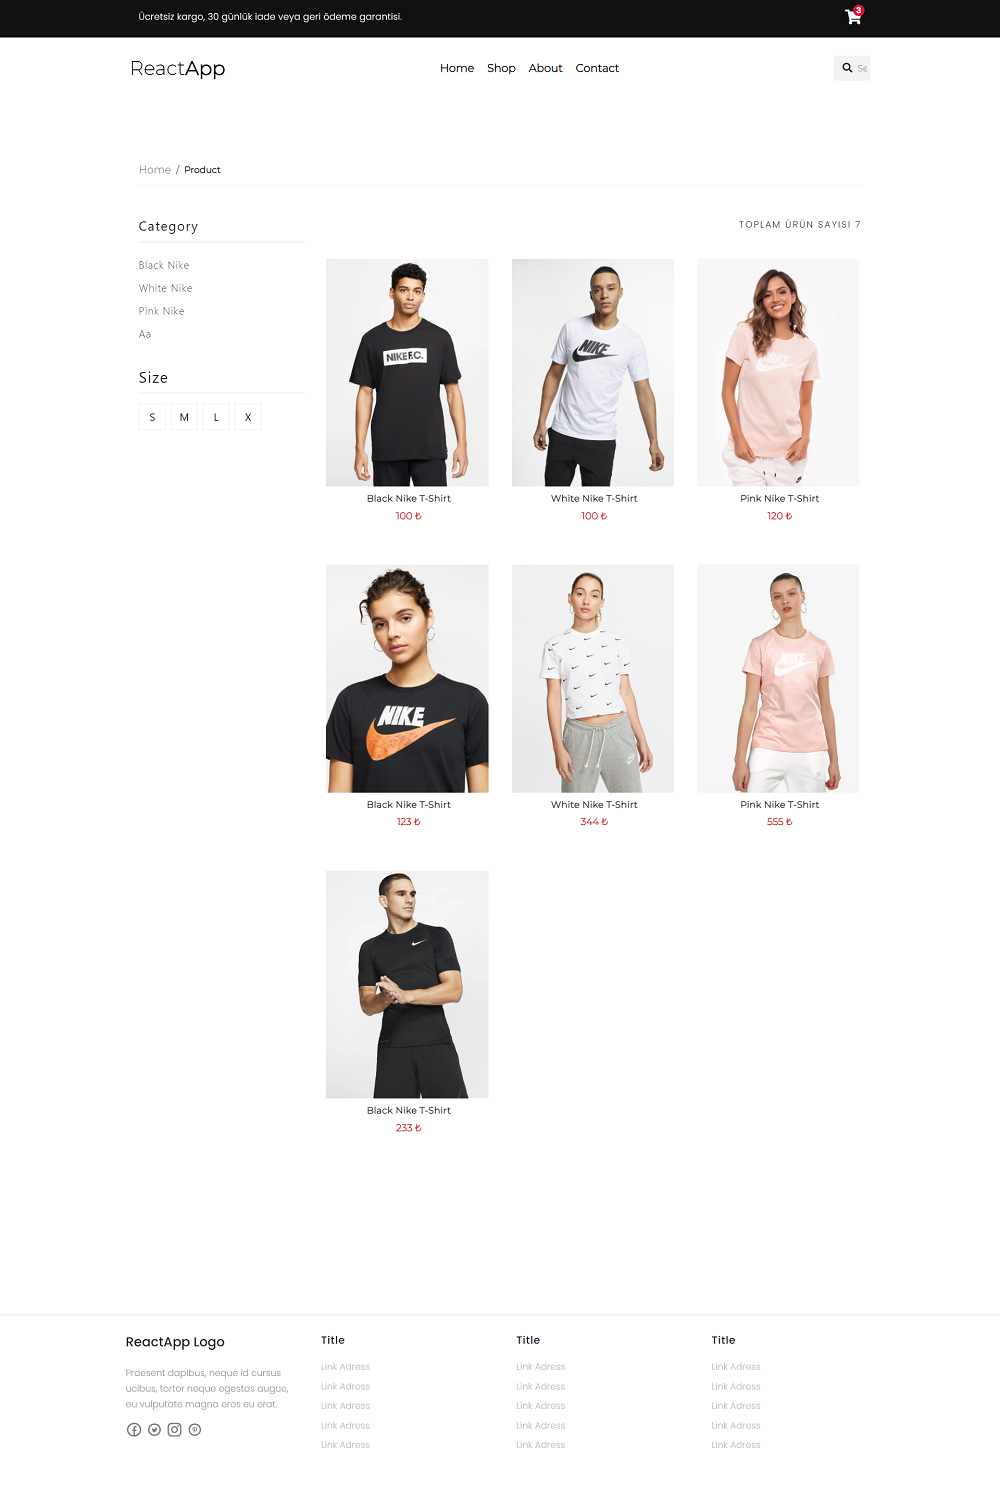 Ücretsiz kargo, 30 günlük iade veya geri ödeme garantisi.
3
ReactApp
Home Shop About Contact
Home / Product
Category
TOPLAM ÜRÜN SAYISI 7
Black Nike
White Nike
Pink Nike
Aa
Size
S M L X
NIKE F.C.
NIKE
NIKE
Black Nike T-Shirt
100 ₺
White Nike T-Shirt
100 ₺
Pink Nike T-Shirt
120 ₺
NIKE
NIKE
Black Nike T-Shirt
123 ₺
White Nike T-Shirt
344 ₺
Pink Nike T-Shirt
555 ₺
Black Nike T-Shirt
233 ₺
ReactApp Logo
Praesent dapibus, neque id cursus
ucibus, tortor neque egestas augue,
eu vulputate magna eros eu erat.
Title
Link Adress
Link Adress
Link Adress
Link Adress
Link Adress
Title
Link Adress
Link Adress
Link Adress
Link Adress
Link Adress
Title
Link Adress
Link Adress
Link Adress
Link Adress
Link Adress